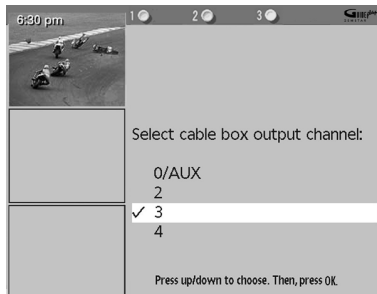 6:30 pm
1 2 3
Select cable box output channel:
0/AUX
2
✓ 3
4
Press up/down to choose. Then, press OK.